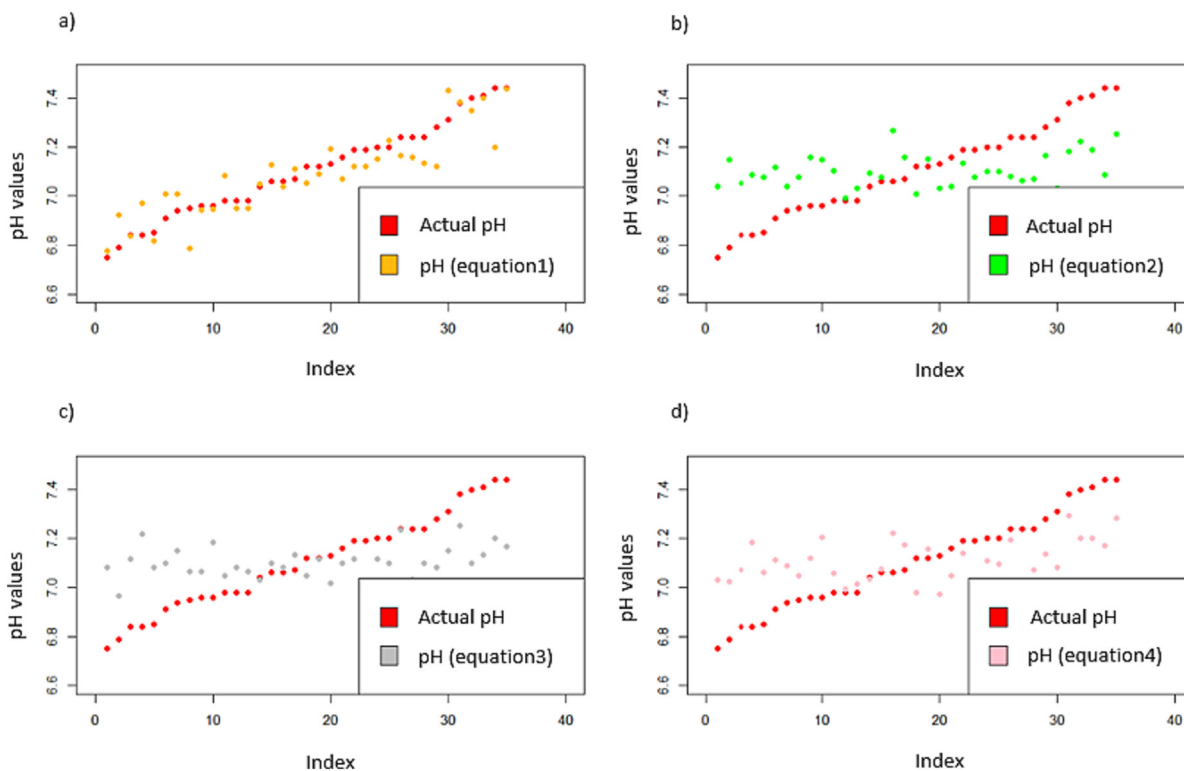 a)
pH values
7.4
7.2
7.0
6.8
6.6
Actual pH
pH (equation1)
0 10 20 30 40
Index
b)
pH values
7.4
7.2
7.0
6.8
6.6
Actual pH
pH (equation2)
0 10 20 30 40
Index
c)
pH values
7.4
7.2
7.0
6.8
6.6
Actual pH
pH (equation3)
0 10 20 30 40
Index
d)
pH values
7.4
7.2
7.0
6.8
6.6
Actual pH
pH (equation4)
0 10 20 30 40
Index